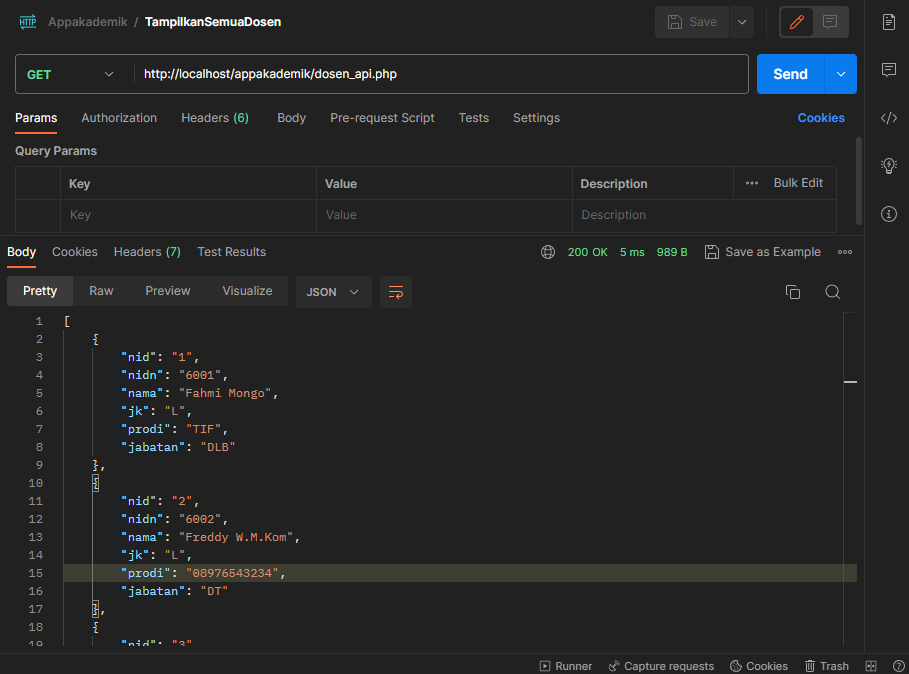 HTTP Appakademik / TampilkanSemuaDosen Save
GET http://localhost/appakademik/dosen_api.php Send
Params Authorization Headers (6) Body Pre-request Script Tests Settings Cookies
Query Params
Key Value Description ••• Bulk Edit
Key Value Description
Body Cookies Headers (7) Test Results 200 OK 5 ms 989 B Save as Example •••
Pretty Raw Preview Visualize JSON
1 [
2 {
3 "nid": "1",
4 "nidn": "6001",
5 "nama": "Fahmi Mongo",
6 "jk": "L",
7 "prodi": "TIF",
8 "jabatan": "DLB"
9 },
10 {
11 "nid": "2",
12 "nidn": "6002",
13 "nama": "Freddy W.M.Kom",
14 "jk": "L",
15 "prodi": "08976543234",
16 "jabatan": "DT"
17 },
18 {
19 "nid": "3"
Runner Capture requests Cookies Trash